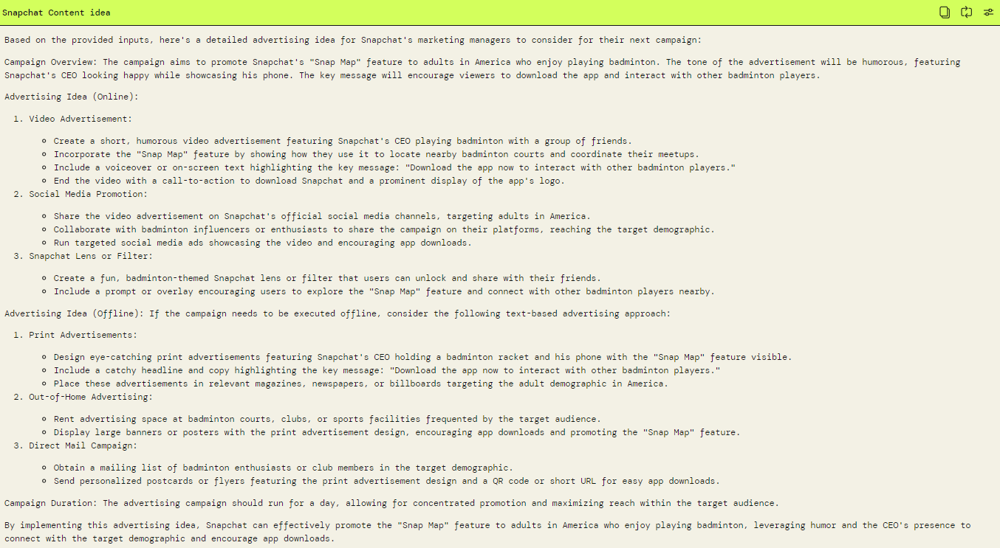 Snapchat Content idea
Based on the provided inputs, here's a detailed advertising idea for Snapchat's marketing managers to consider for their next campaign:
Campaign Overview: The campaign aims to promote Snapchat's "Snap Map" feature to adults in America who enjoy playing badminton. The tone of the advertisement will be humorous, featuring
Snapchat's CEO looking happy while showcasing his phone. The key message will encourage viewers to download the app and interact with other badminton players.
Advertising Idea (Online):
1. Video Advertisement:
Create a short, humorous video advertisement featuring Snapchat's CEO playing badminton with a group of friends.
Incorporate the "Snap Map" feature by showing how they use it to locate nearby badminton courts and coordinate their meetups.
Include a voiceover or on-screen text highlighting the key message: "Download the app now to interact with other badminton players."
End the video with a call-to-action to download Snapchat and a prominent display of the app's logo.
2. Social Media Promotion:
Share the video advertisement on Snapchat's official social media channels, targeting adults in America.
Collaborate with badminton influencers or enthusiasts to share the campaign on their platforms, reaching the target demographic.
Run targeted social media ads showcasing the video and encouraging app downloads.
3. Snapchat Lens or Filter:
Create a fun, badminton-themed Snapchat lens or filter that users can unlock and share with their friends.
Include a prompt or overlay encouraging users to explore the "Snap Map" feature and connect with other badminton players nearby.
Advertising Idea (Offline): If the campaign needs to be executed offline, consider the following text-based advertising approach:
1. Print Advertisements:
Design eye-catching print advertisements featuring Snapchat's CEO holding a badminton racket and his phone with the "Snap Map" feature visible.
Include a catchy headline and copy highlighting the key message: "Download the app now to interact with other badminton players."
Place these advertisements in relevant magazines, newspapers, or billboards targeting the adult demographic in America.
2. Out-of-Home Advertising:
Rent advertising space at badminton courts, clubs, or sports facilities frequented by the target audience.
Display large banners or posters with the print advertisement design, encouraging app downloads and promoting the "Snap Map" feature.
3. Direct Mail Campaign:
Obtain a mailing list of badminton enthusiasts or club members in the target demographic.
Send personalized postcards or flyers featuring the print advertisement design and a QR code or short URL for easy app downloads.
Campaign Duration: The advertising campaign should run for a day, allowing for concentrated promotion and maximizing reach within the target audience.
By implementing this advertising idea, Snapchat can effectively promote the "Snap Map" feature to adults in America who enjoy playing badminton, leveraging humor and the CEO's presence to
connect with the target demographic and encourage app downloads.